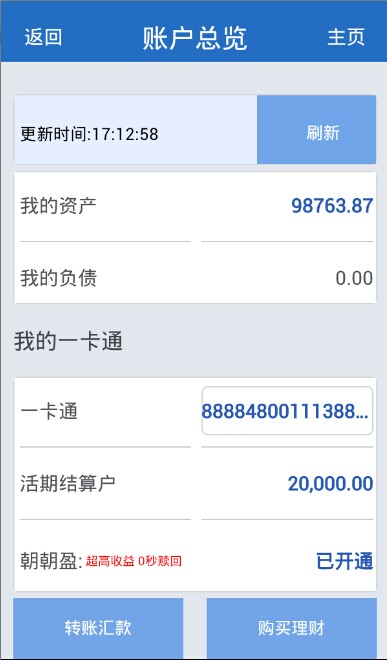 返回 账户总览 主页
更新时间:17:12:58 刷新
我的资产 98763.87
我的负债 0.00
我的一卡通
一卡通 88884800111388...
活期结算户 20,000.00
朝朝盈: 超高收益 0秒赎回 已开通
转账汇款 购买理财